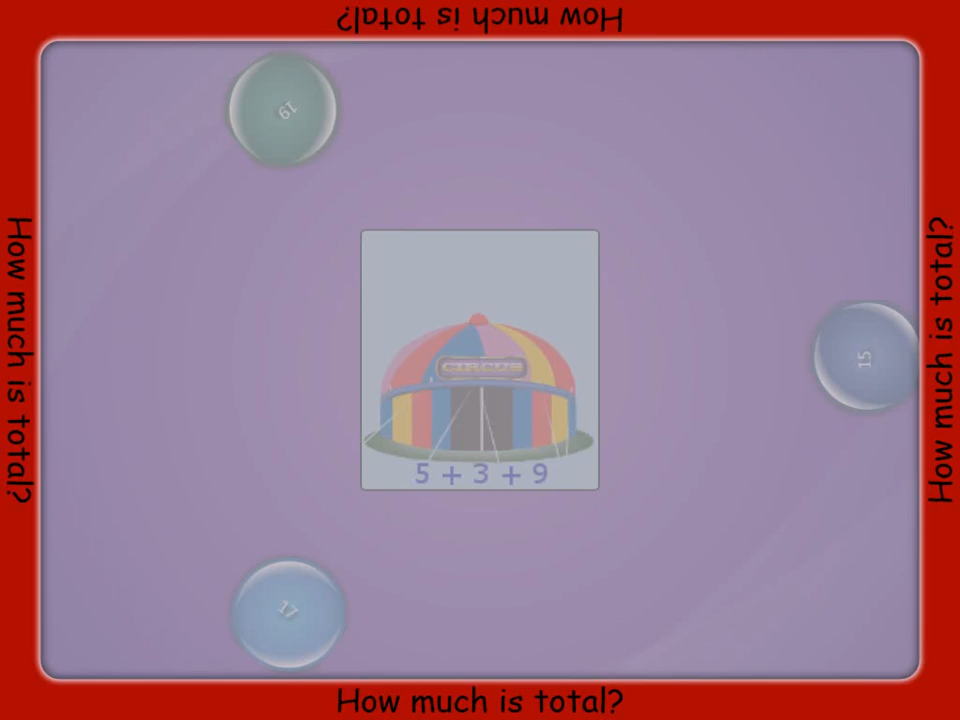 How much is total?
19
How much is total?
How much is total?
15
CIRCUS
5 + 3 + 9
17
How much is total?